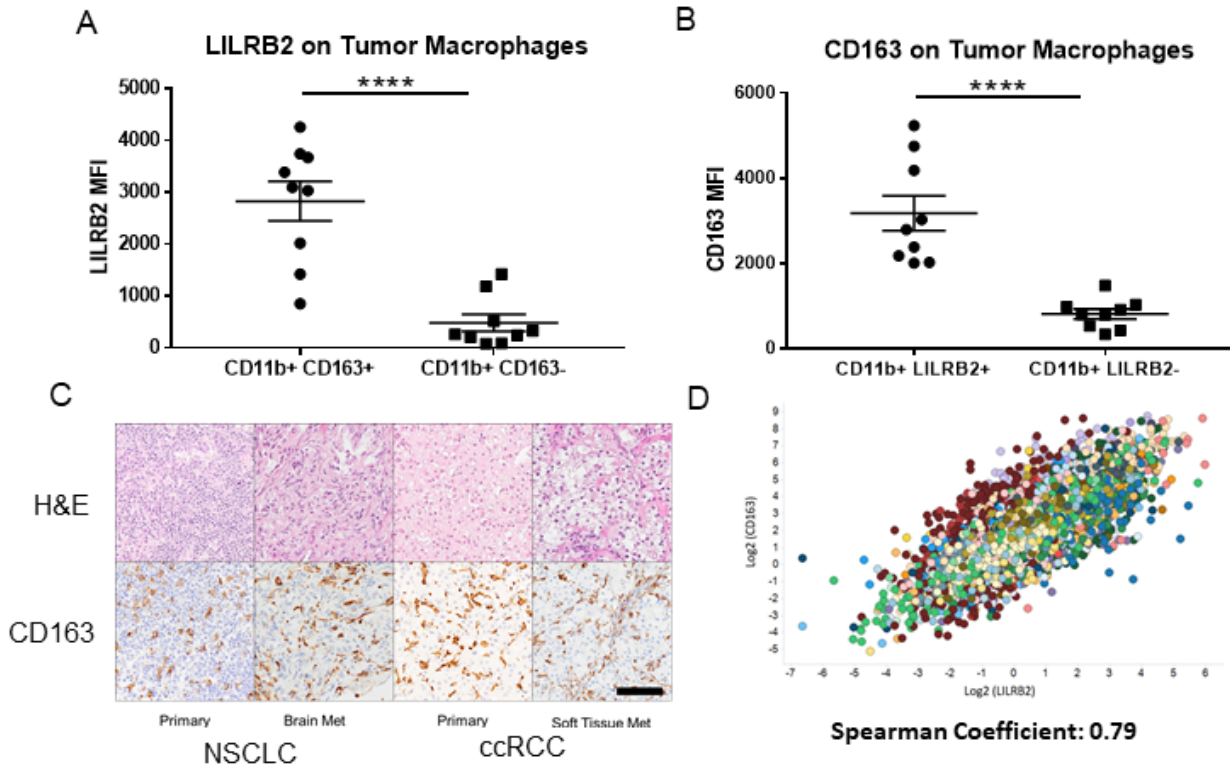 A
LILRB2 on Tumor Macrophages
****
LILRB2 MFI
5000
4000
3000
2000
1000
0
CD11b+ CD163+
CD11b+ CD163-
B
CD163 on Tumor Macrophages
****
CD163 MFI
6000
4000
2000
0
CD11b+ LILRB2+
CD11b+ LILRB2-
C
H&E
CD163
Primary
Brain Met
Primary
Soft Tissue Met
NSCLC
ccRCC
D
Log2 (CD163)
9
8
7
6
5
4
3
2
1
0
-1
-2
-3
-4
-5
-7 -6 -5 -4 -3 -2 -1 0 1 2 3 4 5 6
Log2 (LILRB2)
Spearman Coefficient: 0.79